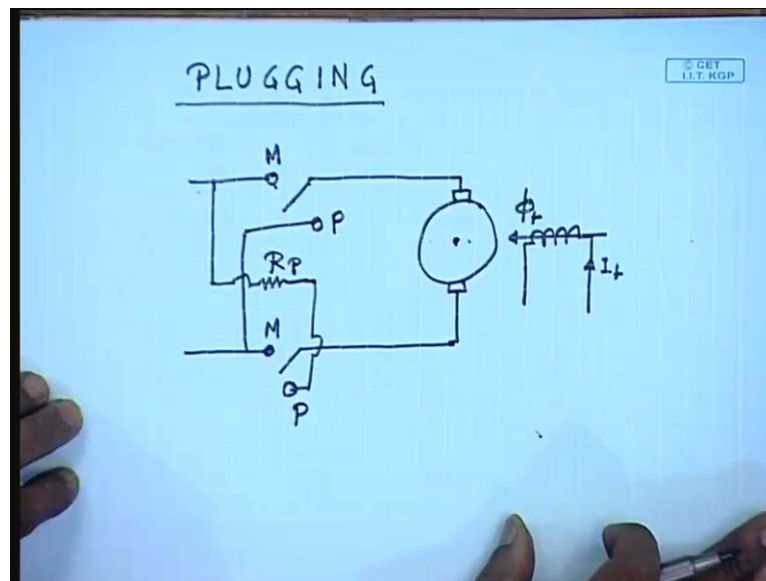 PLUGGING
© CET
I.I.T. KGP
M
P
Rp
M
P
Φf
If